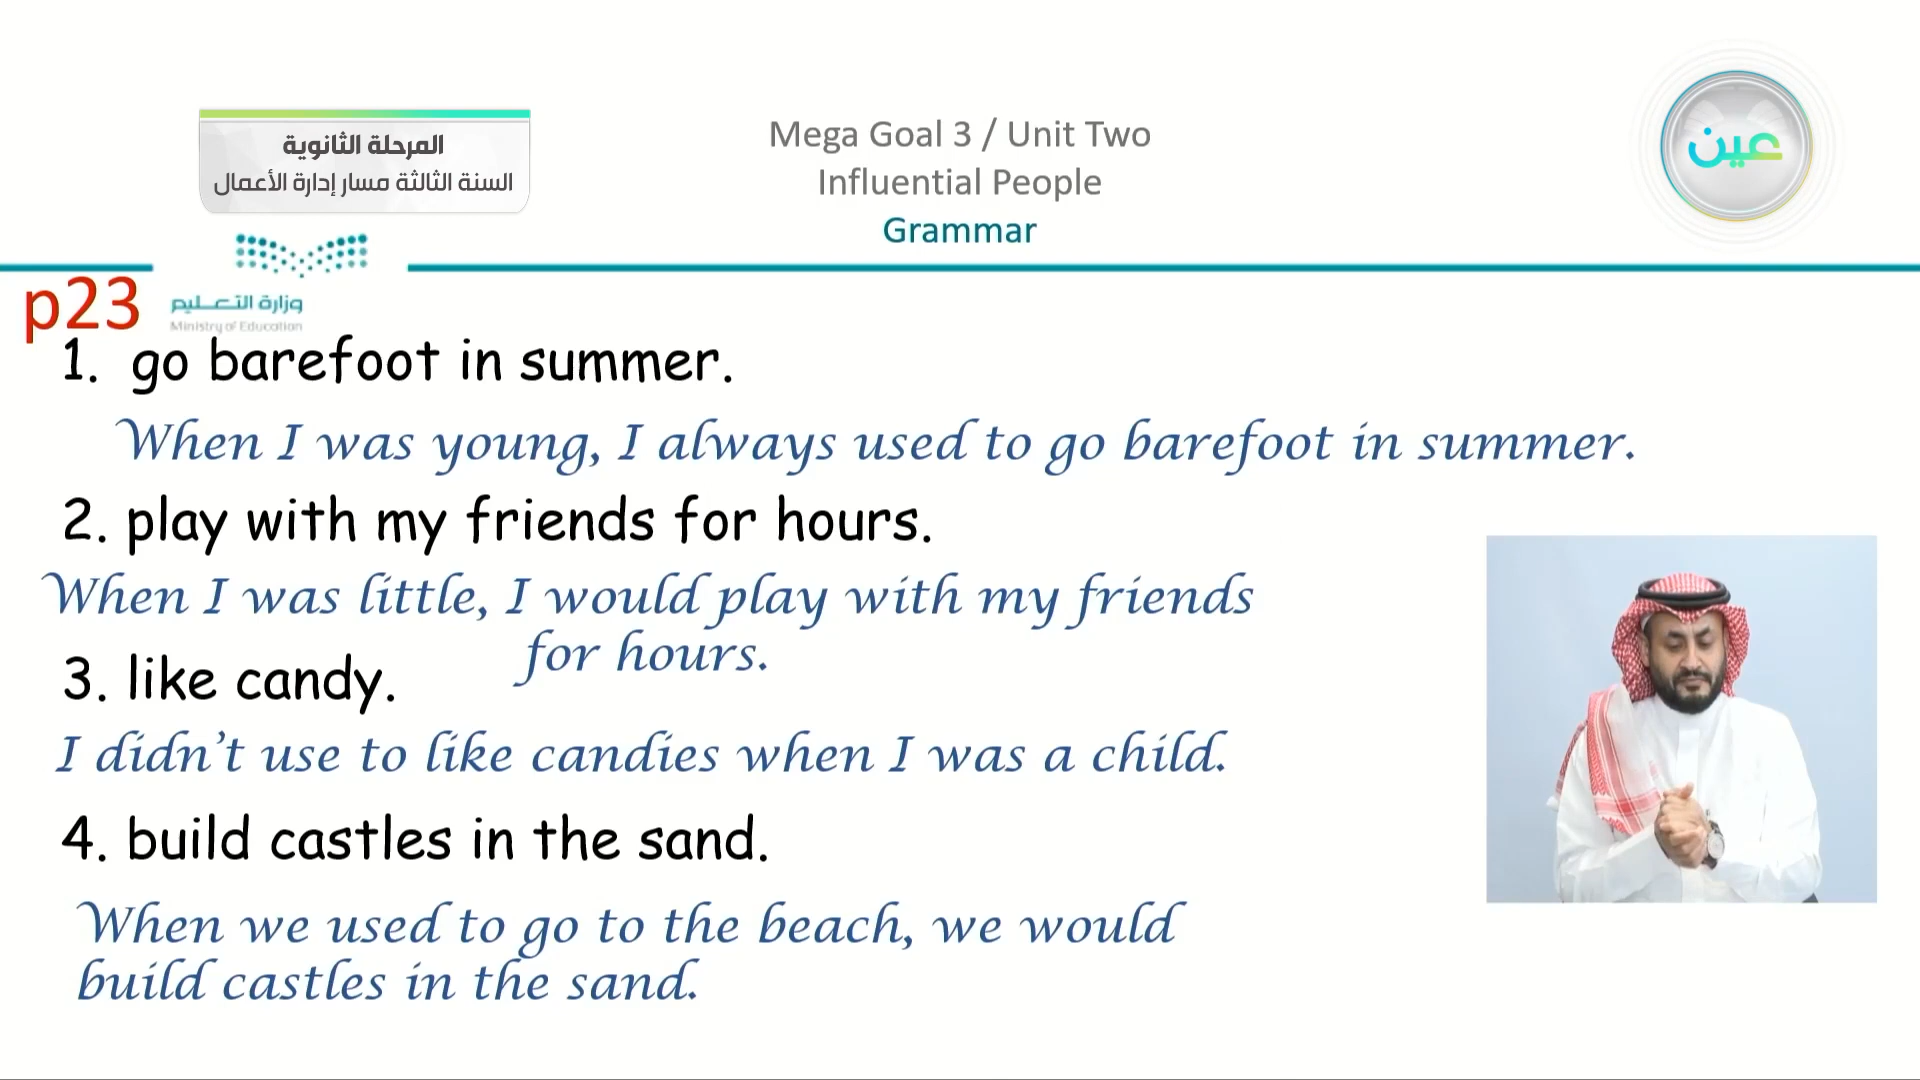 المرحلة الثانوية
السنة الثالثة مسار إدارة الأعمال
Mega Goal 3 / Unit Two
Influential People
Grammar
عين
p23
وزارة التعليم
Ministry of Education
1. go barefoot in summer.
When I was young, I always used to go barefoot in summer.
2. play with my friends for hours.
When I was little, I would play with my friends
for hours.
3. like candy.
I didn't use to like candies when I was a child.
4. build castles in the sand.
When we used to go to the beach, we would
build castles in the sand.